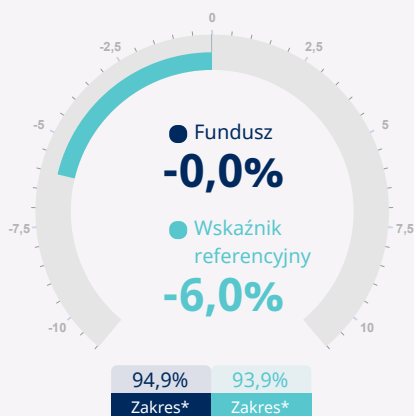 0
-2,5
2,5
-5
5
Fundusz
-0,0%
-7,5
7,5
Wskaźnik
referencyjny
-6,0%
-10
10
94,9%
93,9%
Zakres*
Zakres*